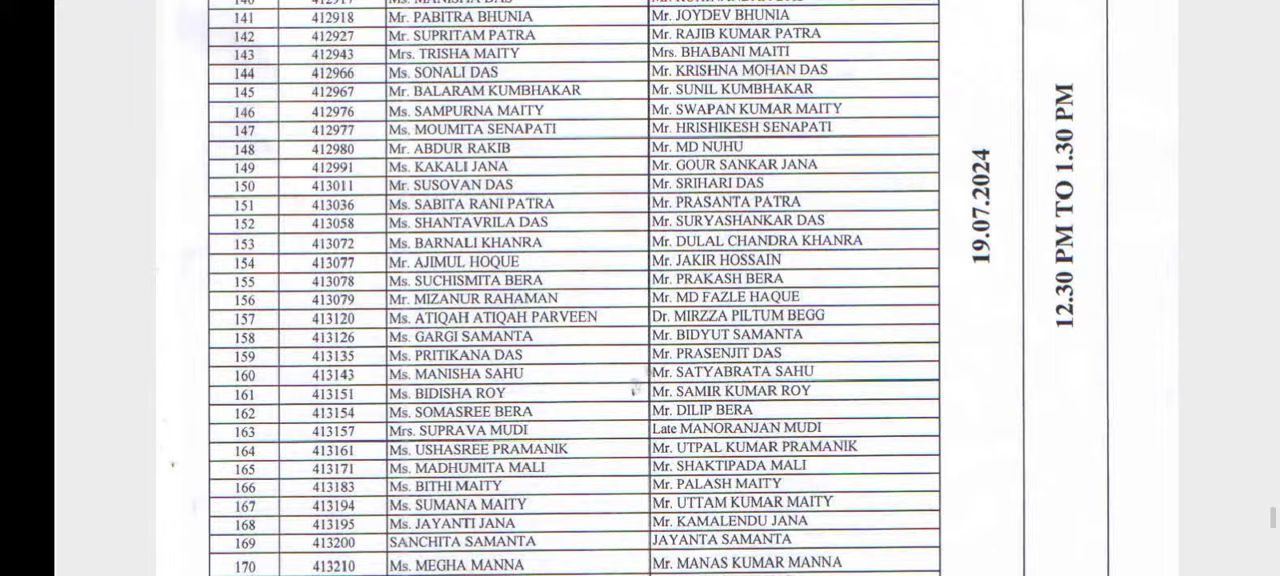 141 412918 Mr. PABITRA BHUNIA Mr. JOYDEV BHUNIA
142 412927 Mr. SUPRITAM PATRA Mr. RAJIB KUMAR PATRA
143 412943 Mrs. TRISHA MAITY Mrs. BHABANI MAITI
144 412966 Ms. SONALI DAS Mr. KRISHNA MOHAN DAS
145 412967 Mr. BALARAM KUMBHAKAR Mr. SUNIL KUMBHAKAR
146 412976 Ms. SAMPURNA MAITY Mr. SWAPAN KUMAR MAITY
147 412977 Ms. MOUMITA SENAPATI Mr. HRISHIKESH SENAPATI
148 412980 Mr. ABDUR RAKIB Mr. MD NUHU
149 412991 Ms. KAKALI JANA Mr. GOUR SANKAR JANA
150 413011 Mr. SUSOVAN DAS Mr. SRIHARI DAS
151 413036 Ms. SABITA RANI PATRA Mr. PRASANTA PATRA
152 413058 Ms. SHANTAVRILA DAS Mr. SURYASHANKAR DAS
153 413072 Ms. BARNALI KHANRA Mr. DULAL CHANDRA KHANRA
154 413077 Mr. AJIMUL HOQUE Mr. JAKIR HOSSAIN
155 413078 Ms. SUCHISMITA BERA Mr. PRAKASH BERA
156 413079 Mr. MIZANUR RAHAMAN Mr. MD FAZLE HAQUE
157 413120 Ms. ATIQAH ATIQAH PARVEEN Dr. MIRZZA PILTUM BEGG
158 413126 Ms. GARGI SAMANTA Mr. BIDYUT SAMANTA
159 413135 Ms. PRITIKANA DAS Mr. PRASENJIT DAS
160 413143 Ms. MANISHA SAHU Mr. SATYABRATA SAHU
161 413151 Ms. BIDISHA ROY Mr. SAMIR KUMAR ROY
162 413154 Ms. SOMASREE BERA Mr. DILIP BERA
163 413157 Mrs. SUPRAVA MUDI Late MANORANJAN MUDI
164 413161 Ms. USHASREE PRAMANIK Mr. UTPAL KUMAR PRAMANIK
165 413171 Ms. MADHUMITA MALI Mr. SHAKTIPADA MALI
166 413183 Ms. BITHI MAITY Mr. PALASH MAITY
167 413194 Ms. SUMANA MAITY Mr. UTTAM KUMAR MAITY
168 413195 Ms. JAYANTI JANA Mr. KAMALENDU JANA
169 413200 SANCHITA SAMANTA JAYANTA SAMANTA
170 413210 Ms. MEGHA MANNA Mr. MANAS KUMAR MANNA
19.07.2024
12.30 PM TO 1.30 PM